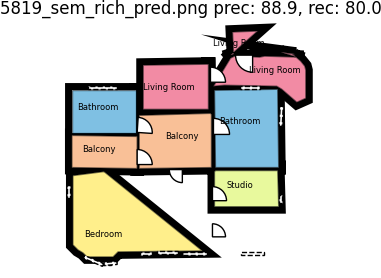 5819_sem_rich_pred.png prec: 88.9, rec: 80.0
Living Room
Living Room
Living Room
Bathroom
Bathroom
Balcony
Balcony
Studio
Bedroom